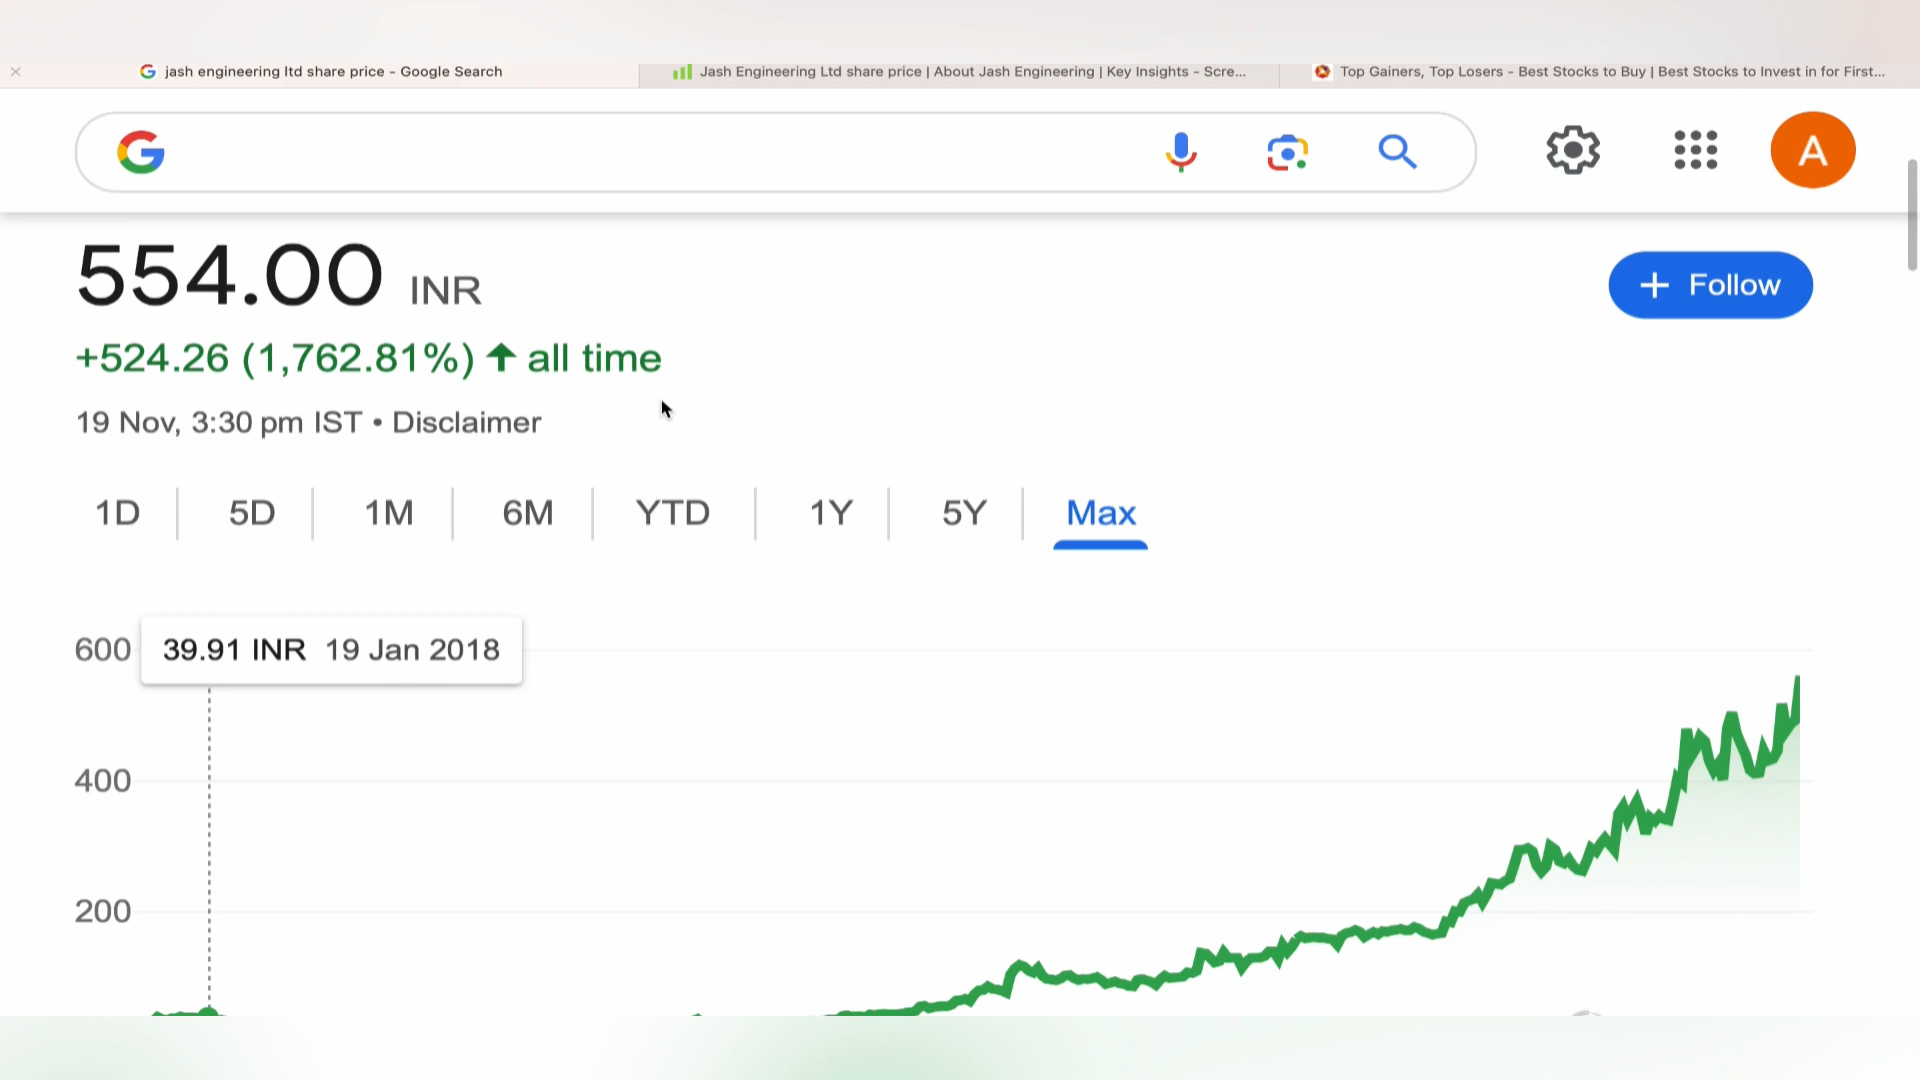 jash engineering ltd share price - Google Search
Jash Engineering Ltd share price | About Jash Engineering | Key Insights - Scre...
Top Gainers, Top Losers - Best Stocks to Buy | Best Stocks to Invest in for First...
A
554.00 INR
+ Follow
+524.26 (1,762.81%) ↑ all time
19 Nov, 3:30 pm IST • Disclaimer
1D 5D 1M 6M YTD 1Y 5Y Max
600
39.91 INR 19 Jan 2018
400
200